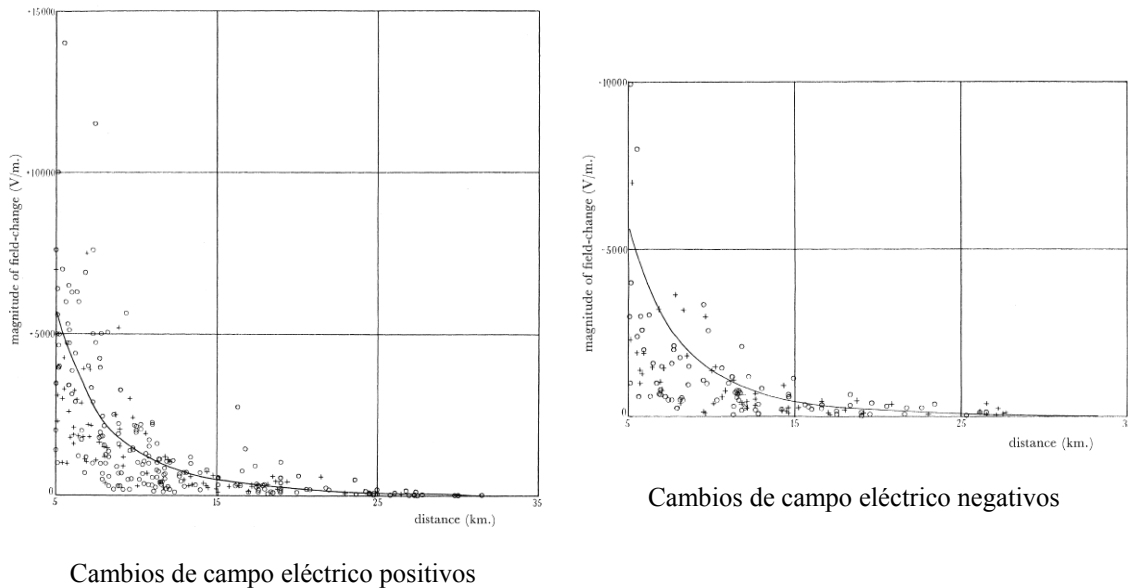 +15000
+10000
+5000
0
5
15
25
35
magnitude of field-change (V/m.)
distance (km.)
Cambios de campo eléctrico positivos
-10000
-5000
0
5
15
25
3
magnitude of field-change (V/m.)
distance (km.)
Cambios de campo eléctrico negativos